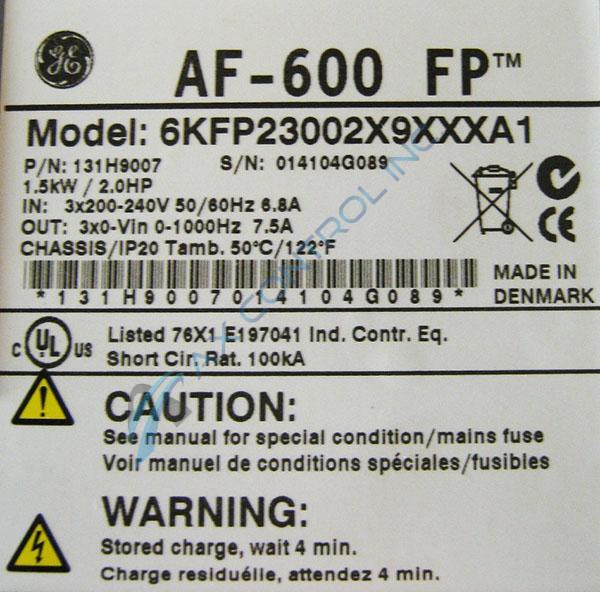 GE
AF-600 FP™
Model: 6KFP23002X9XXXA1
P/N: 131H9007 S/N: 014104G089
1.5kW / 2.0HP
IN: 3x200-240V 50/60Hz 6.8A
OUT: 3x0-Vin 0-1000Hz 7.5A
CHASSIS/IP20 Tamb. 50°C/122°F
*131H9007014104G089*
MADE IN
DENMARK
C UL US
Listed 76X1 E197041 Ind. Contr. Eq.
Short Cir. Rat. 100kA
CAUTION:
See manual for special condition/mains fuse
Voir manuel de conditions spéciales/fusibles
WARNING:
Stored charge, wait 4 min.
Charge residuélle, attendez 4 min.
AX CONTROL INC.